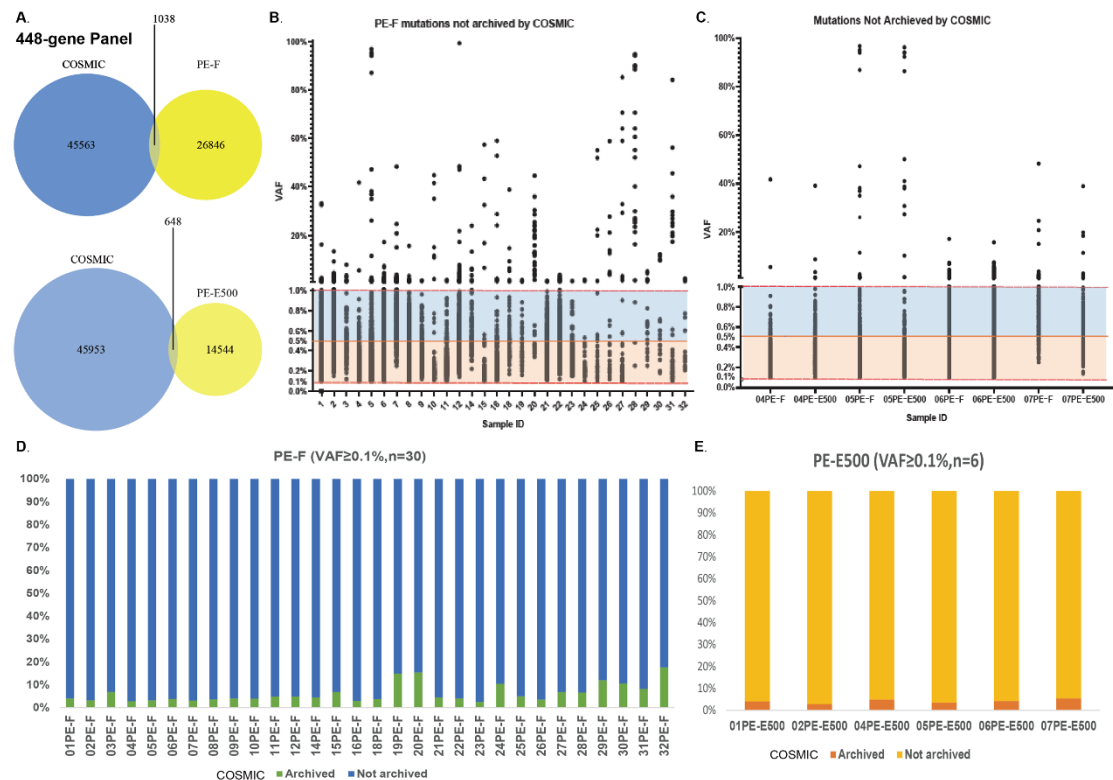 A.
448-gene Panel
1038
COSMIC
PE-F
45563
26846
648
COSMIC
PE-E500
45953
14544
B.
PE-F mutations not archived by COSMIC
100%
80%
60%
40%
20%
1.0%
0.8%
0.6%
0.5%
0.4%
0.2%
0.1%
0.0%
VAF
1 2 3 4 5 6 7 8 9 10 11 12 13 14 15 16 17 18 19 20 21 22 23 24 25 26 27 28 29 30 31 32
Sample ID
C.
Mutations Not Archieved by COSMIC
100%
80%
60%
40%
20%
1.0%
0.8%
0.6%
0.5%
0.4%
0.2%
0.1%
0.0%
VAF
04PE-F 04PE-E500 05PE-F 05PE-E500 06PE-F 06PE-E500 07PE-F 07PE-E500
Sample ID
D.
PE-F (VAF≥0.1%,n=30)
100%
90%
80%
70%
60%
50%
40%
30%
20%
10%
0%
01PE-F 02PE-F 03PE-F 04PE-F 05PE-F 06PE-F 07PE-F 08PE-F 09PE-F 10PE-F 11PE-F 12PE-F 14PE-F 15PE-F 16PE-F 18PE-F 19PE-F 20PE-F 21PE-F 22PE-F 23PE-F 24PE-F 25PE-F 26PE-F 27PE-F 28PE-F 29PE-F 30PE-F 31PE-F 32PE-F
COSMIC Archived Not archived
E.
PE-E500 (VAF≥0.1%,n=6)
100%
90%
80%
70%
60%
50%
40%
30%
20%
10%
0%
01PE-E500 02PE-E500 04PE-E500 05PE-E500 06PE-E500 07PE-E500
COSMIC Archived Not archived